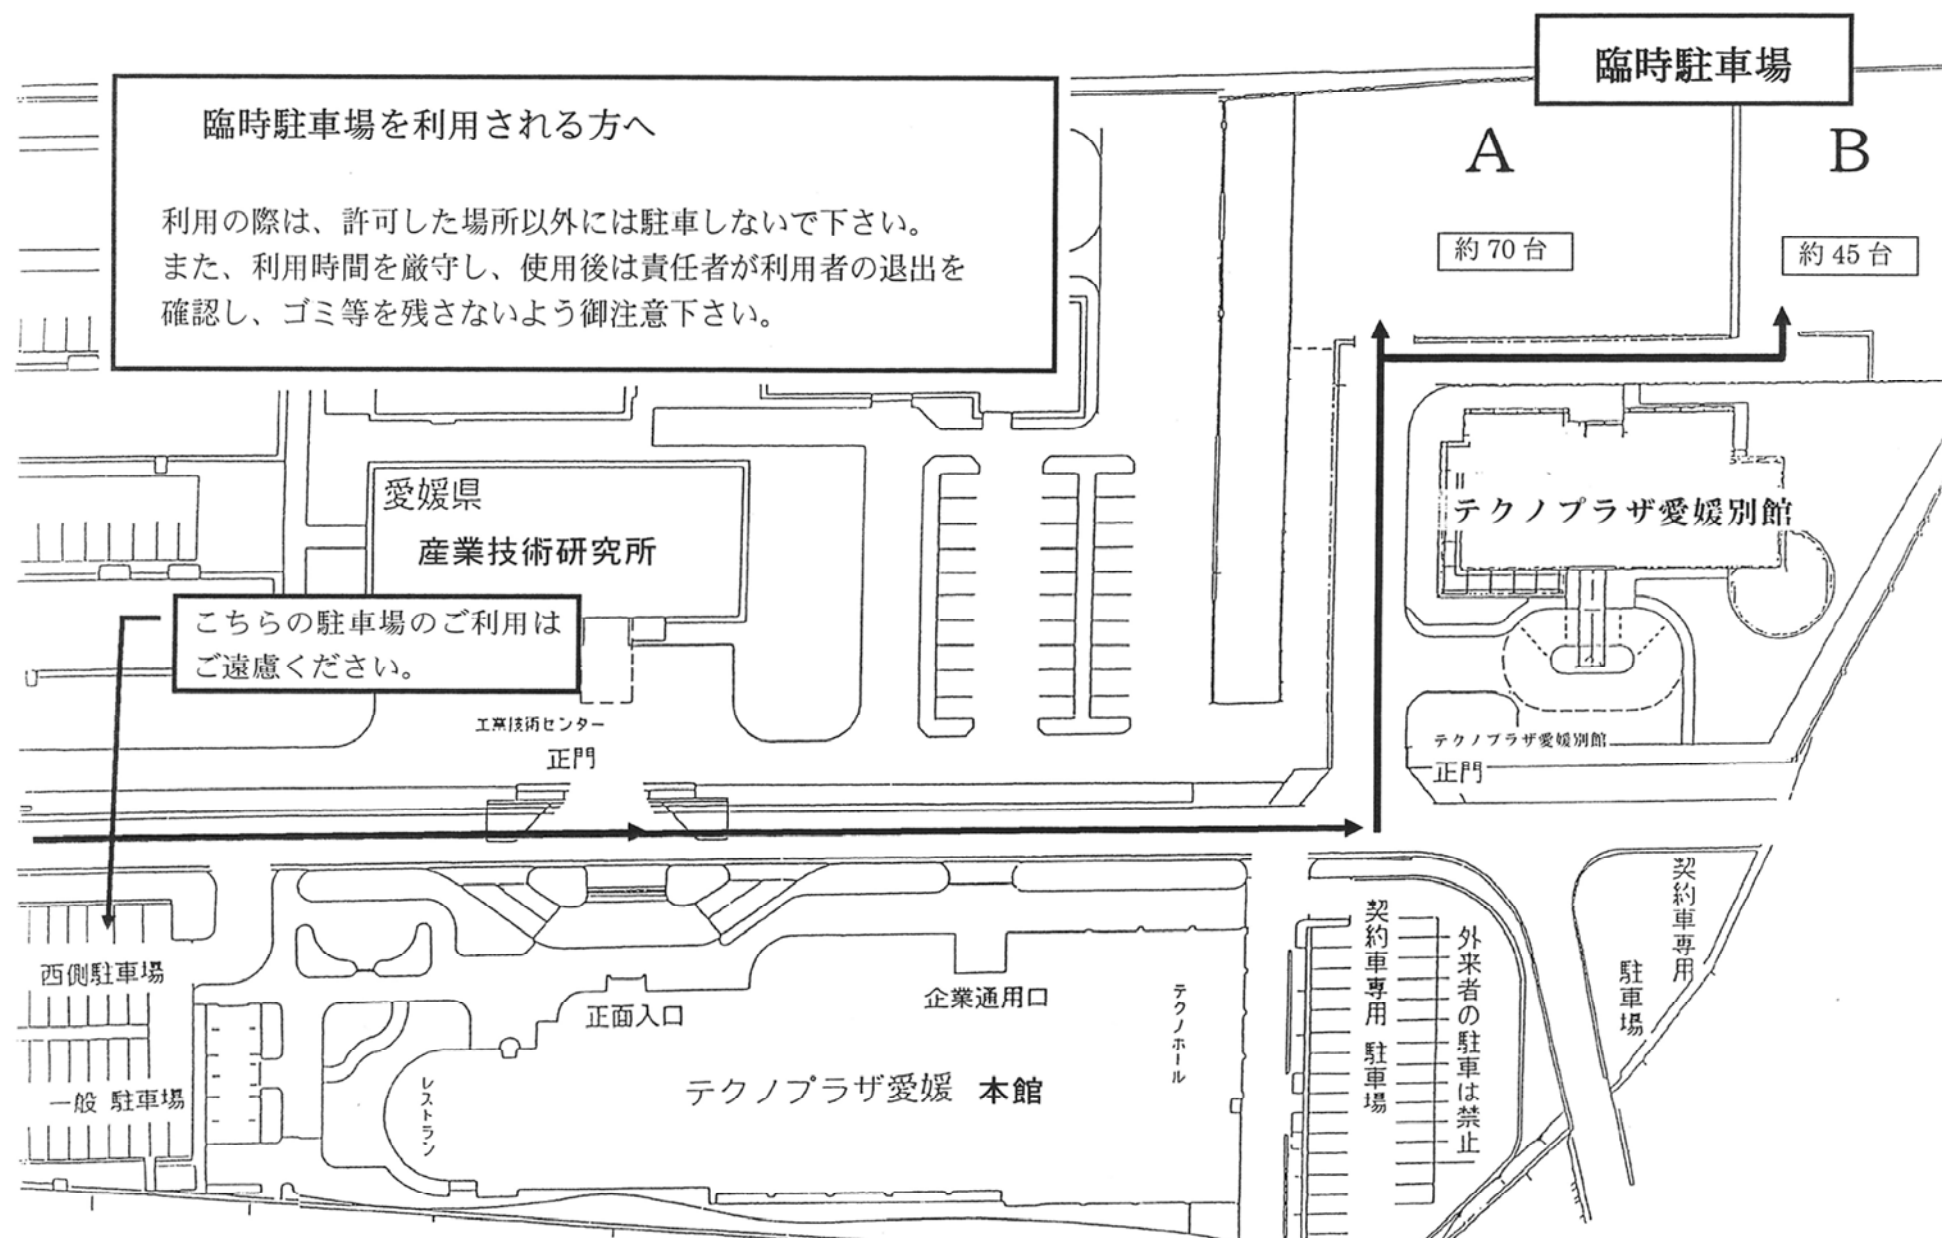 臨時駐車場
臨時駐車場を利用される方へ
利用の際は、許可した場所以外には駐車しないで下さい。
また、利用時間を厳守し、使用後は責任者が利用者の退出を
確認し、ゴミ等を残さないよう御注意下さい。
A
B
約 70 台
約 45 台
愛媛県
産業技術研究所
テクノプラザ愛媛別館
こちらの駐車場のご利用は
ご遠慮ください。
工業技術センター
正門
テクノプラザ愛媛別館
正門
西側駐車場
一般 駐車場
正面入口
企業通用口
テクノホール
レストラン
テクノプラザ愛媛 本館
契約車専用 駐車場
外来者の駐車は禁止
契約車専用
駐車場